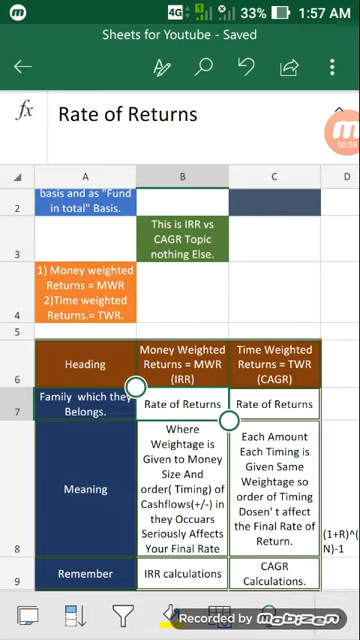 4G 1 33% 1:57 AM
Sheets for Youtube - Saved
fx Rate of Returns
00:59
A B C D
2
basis and as "Fund
in total" Basis.
3
This is IRR vs
CAGR Topic
nothing Else.
4
1) Money weighted
Returns = MWR
2)Time weighted
Returns.= TWR.
5
6
Heading
Money Weighted
Returns = MWR
(IRR)
Time Weighted
Returns = TWR
(CAGR)
7
Family which they
Belongs.
Rate of Returns
Rate of Returns
8
Meaning
Where
Weightage is
Given to Money
Size And
order( Timing) of
Cashflows(+/-) in
they Occuars
Seriously Affects
Your Final Rate
Each Amount
Each Timing is
Given Same
Weightage so
order of Timing
Dosen' t affect
the Final Rate of
Return.
(1+R)^(
N)-1
9
Remember
IRR calculations
CAGR
Calculations.
Recorded by
mobizen